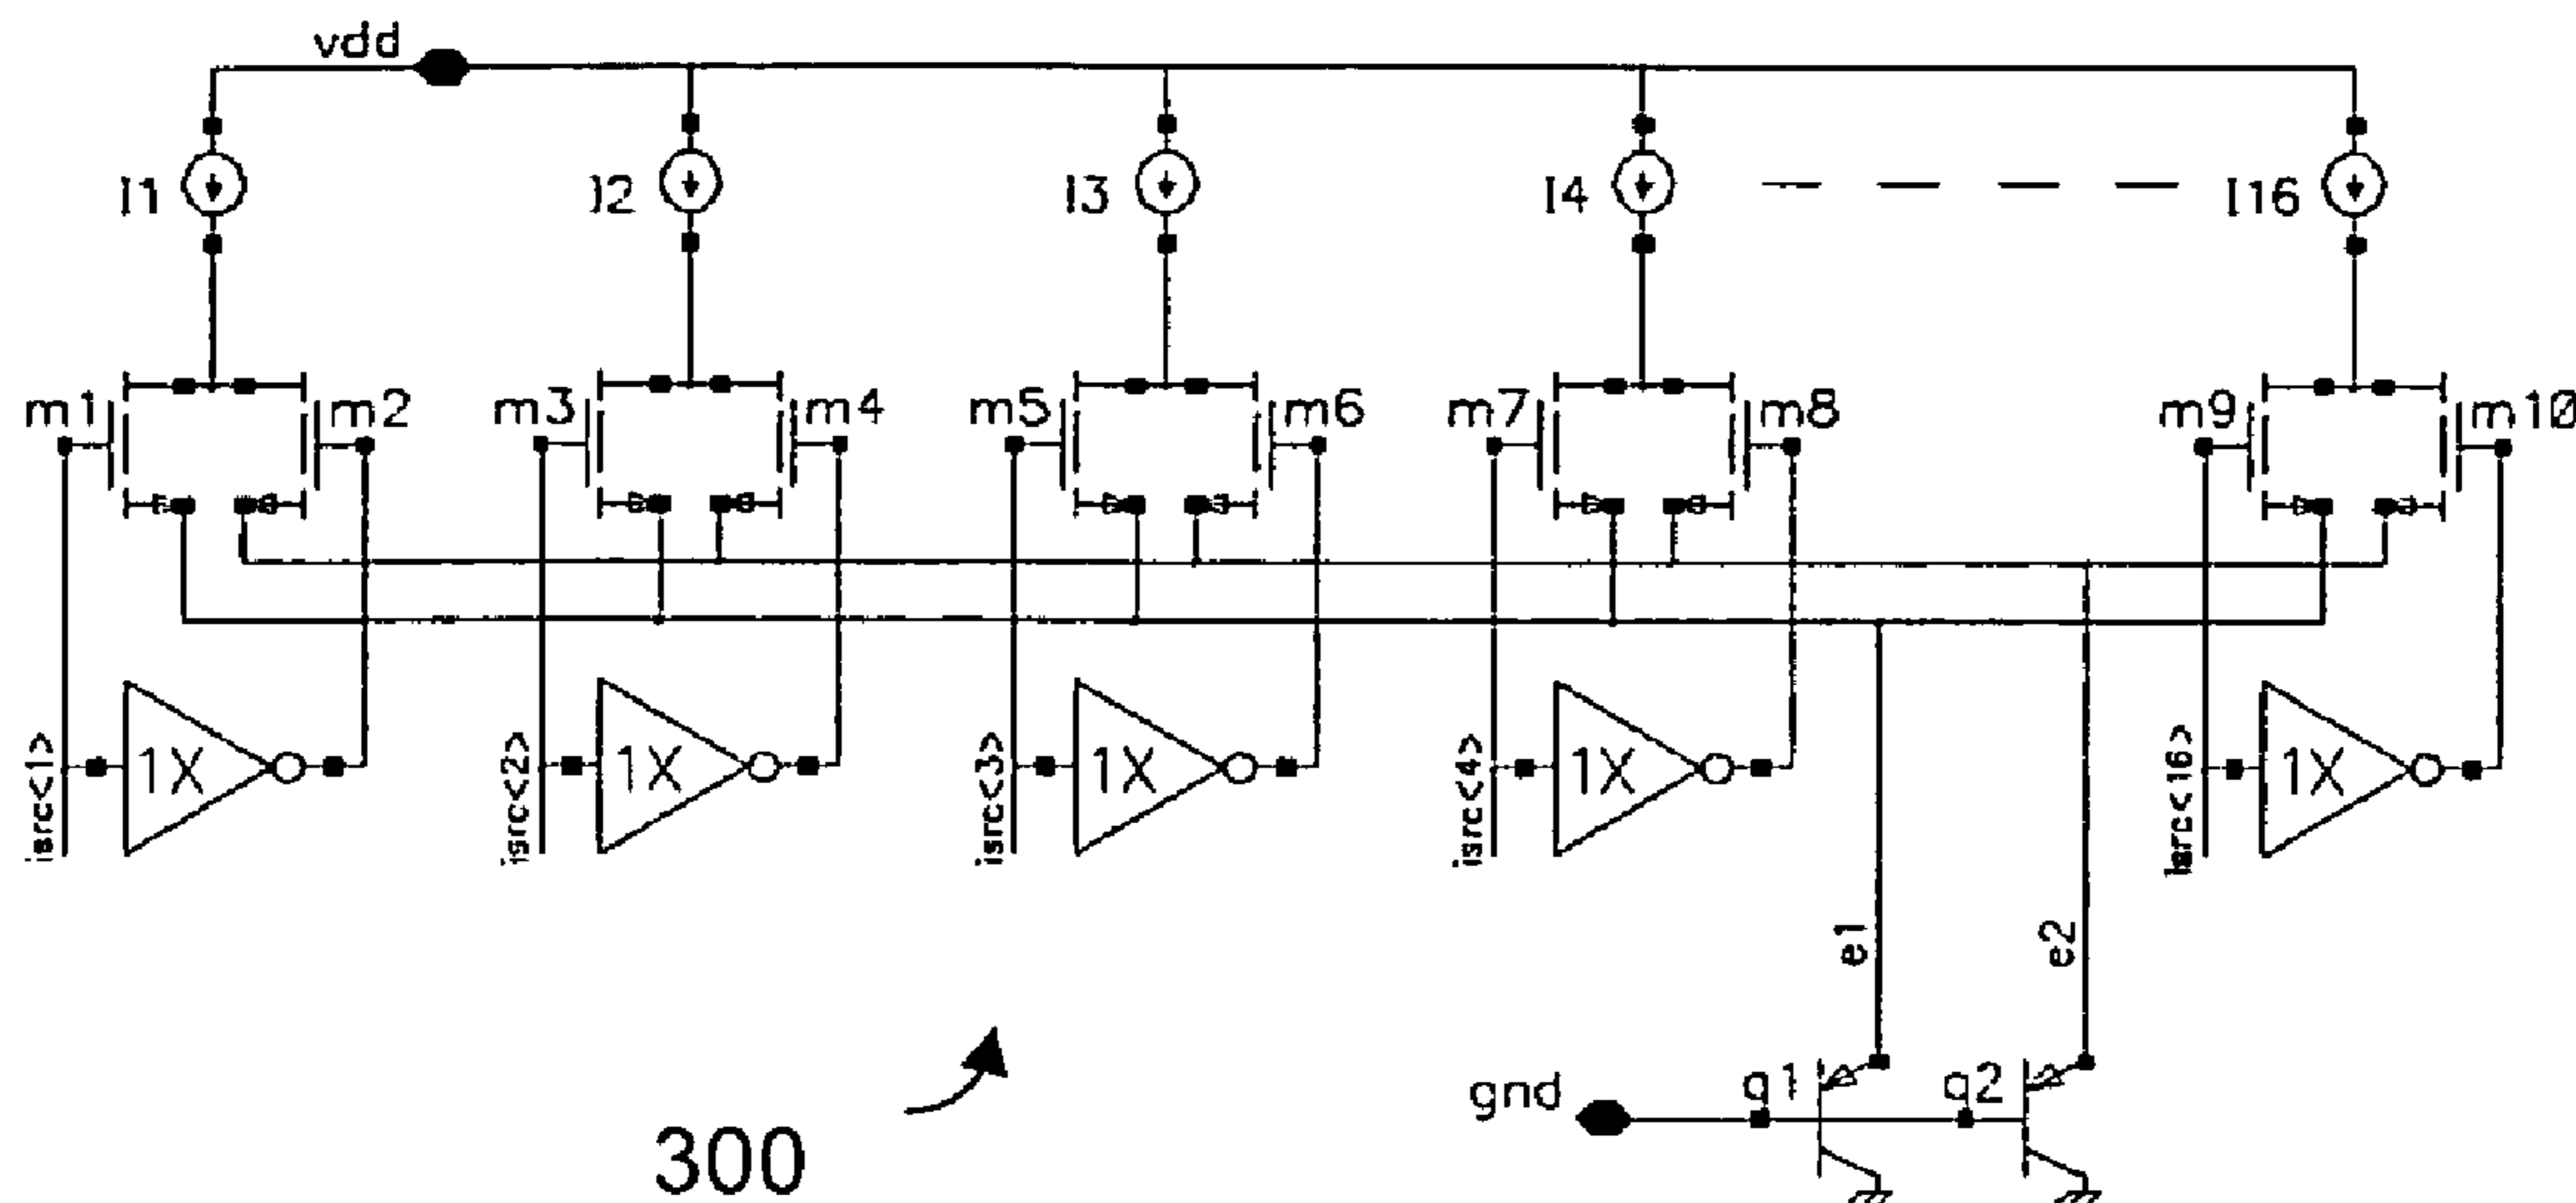 vdd
I1 I2 I3 I4 I16
m1 m2 m3 m4 m5 m6 m7 m8 m9 m10
1X 1X 1X 1X 1X
isrc<1> isrc<2> isrc<3> isrc<4> isrc<16>
e1 e2
gnd q1 q2
300